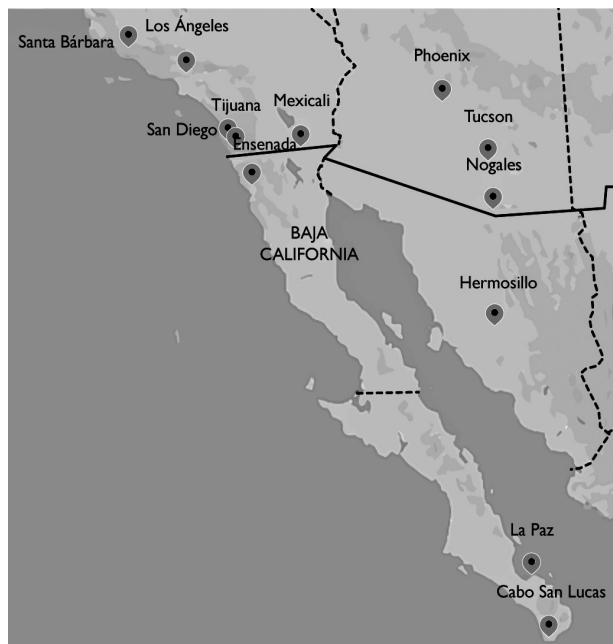 Los Ángeles
Santa Bárbara
Phoenix
Tijuana
Mexicali
San Diego
Ensenada
Tucson
Nogales
BAJA
CALIFORNIA
Hermosillo
La Paz
Cabo San Lucas